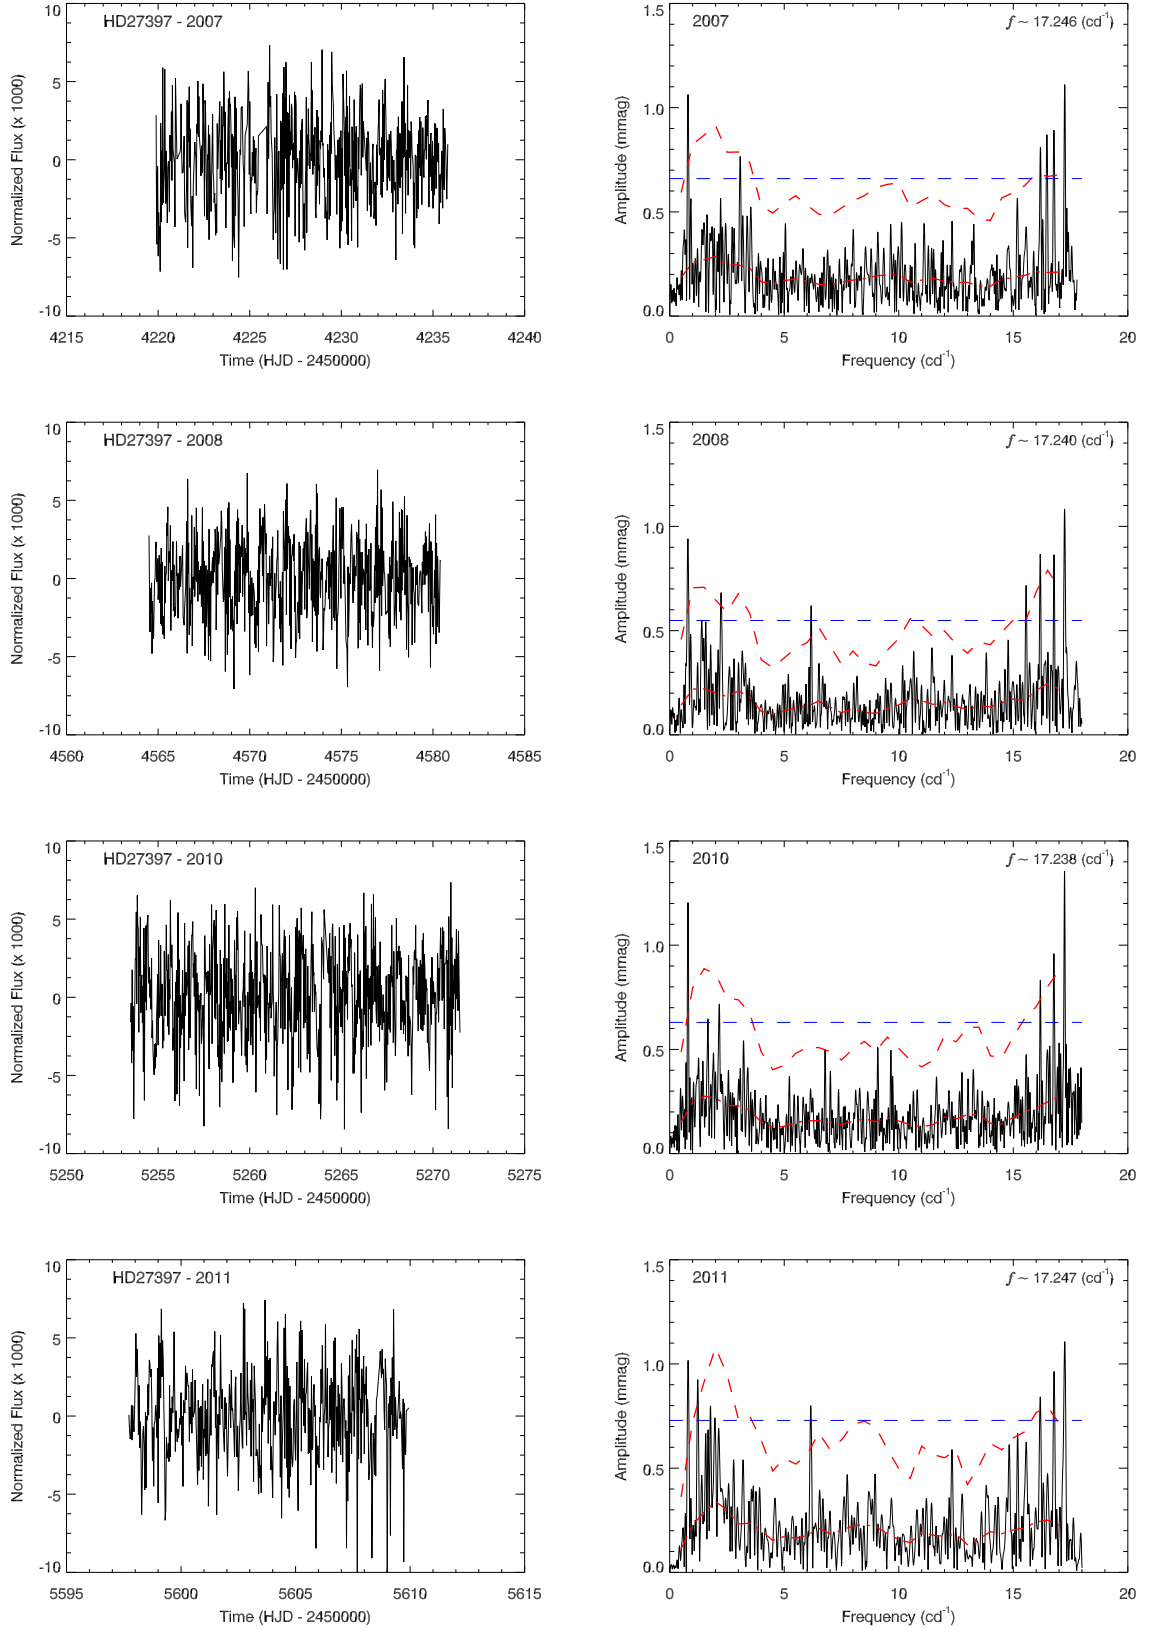 HD27397 - 2007
10
5
0
-5
-10
Normalized Flux (x 1000)
4215 4220 4225 4230 4235 4240
Time (HJD - 2450000)
2007 f ~ 17.246 (cd-1)
1.5
1.0
0.5
0.0
Amplitude (mmag)
0 5 10 15 20
Frequency (cd-1)
HD27397 - 2008
10
5
0
-5
-10
Normalized Flux (x 1000)
4560 4565 4570 4575 4580 4585
Time (HJD - 2450000)
2008 f ~ 17.240 (cd-1)
1.5
1.0
0.5
0.0
Amplitude (mmag)
0 5 10 15 20
Frequency (cd-1)
HD27397 - 2010
10
5
0
-5
-10
Normalized Flux (x 1000)
5250 5255 5260 5265 5270 5275
Time (HJD - 2450000)
2010 f ~ 17.238 (cd-1)
1.5
1.0
0.5
0.0
Amplitude (mmag)
0 5 10 15 20
Frequency (cd-1)
HD27397 - 2011
10
5
0
-5
-10
Normalized Flux (x 1000)
5595 5600 5605 5610 5615
Time (HJD - 2450000)
2011 f ~ 17.247 (cd-1)
1.5
1.0
0.5
0.0
Amplitude (mmag)
0 5 10 15 20
Frequency (cd-1)